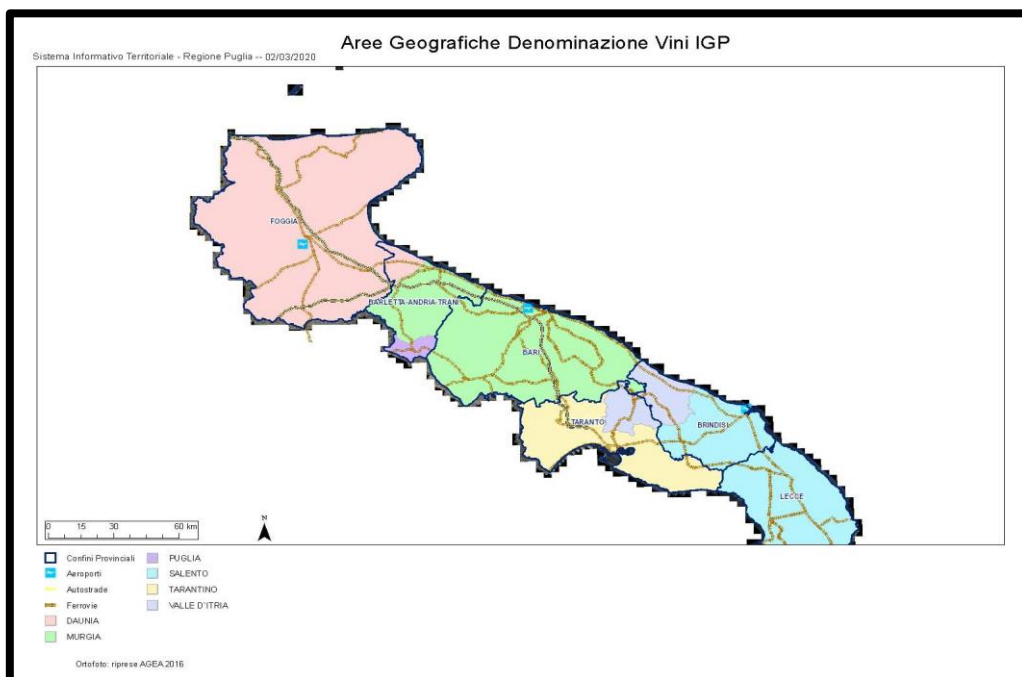 Aree Geografiche Denominazione Vini IGP
Sistema Informativo Territoriale - Regione Puglia -- 02/03/2020
FOGGIA
BARLETTA-ANDRIA-TRANI
BARI
TARANTO
BRINDISI
LECCE
0 15 30 60 km
N
Confini Provinciali
Aeroporti
Autostrade
Ferrovie
DAUNIA
MURGIA
PUGLIA
SALENTO
TARANTINO
VALLE D'ITRIA
Ortofoto: riprese AGEA 2016